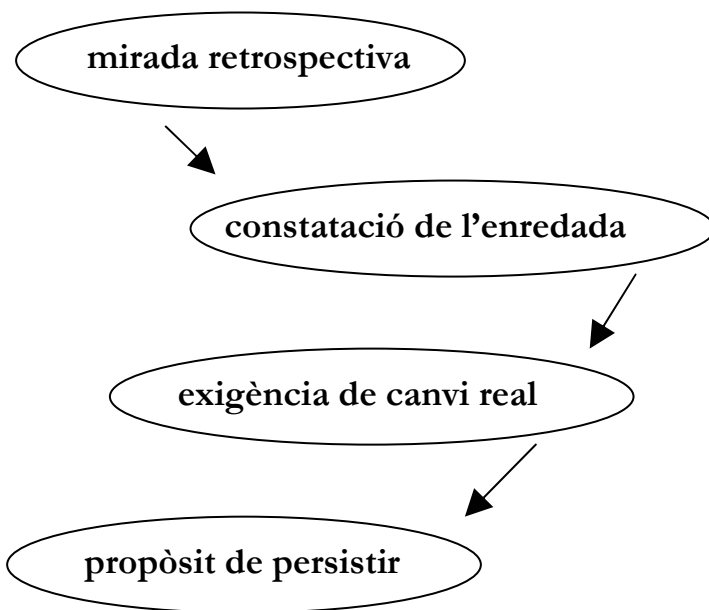 mirada retrospectiva
constatació de l’enredada
exigència de canvi real
propòsit de persistir